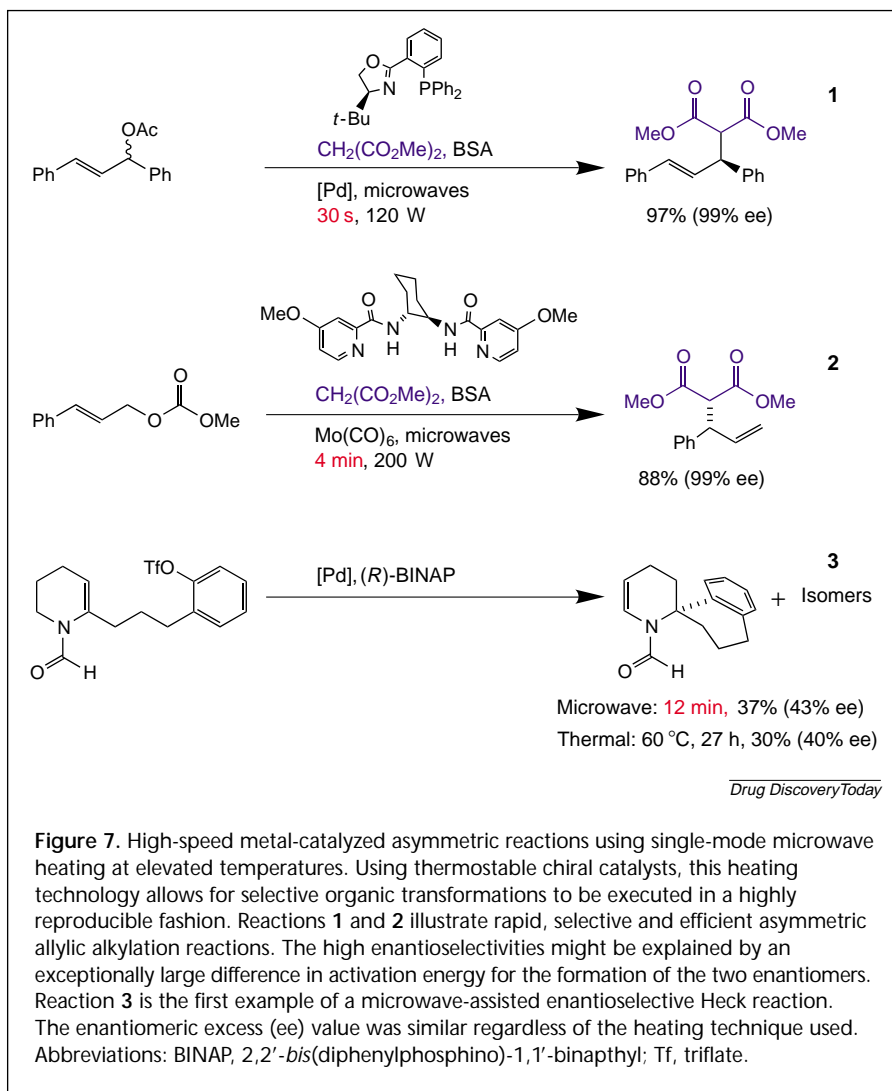 O
N
PPh2
t-Bu
OAc
Ph
Ph
CH2(CO2Me)2, BSA
[Pd], microwaves
30 s, 120 W
O
O
MeO
OMe
Ph
Ph
1
97% (99% ee)
MeO
O
N
N
H
N
H
O
N
OMe
Ph
O
O
OMe
CH2(CO2Me)2, BSA
Mo(CO)6, microwaves
4 min, 200 W
O
O
MeO
OMe
Ph
2
88% (99% ee)
TfO
N
O
H
[Pd], (R)-BINAP
N
O
H
+
3
Isomers
Microwave: 12 min, 37% (43% ee)
Thermal: 60 °C, 27 h, 30% (40% ee)
Drug DiscoveryToday
Figure 7. High-speed metal-catalyzed asymmetric reactions using single-mode microwave
heating at elevated temperatures. Using thermostable chiral catalysts, this heating
technology allows for selective organic transformations to be executed in a highly
reproducible fashion. Reactions 1 and 2 illustrate rapid, selective and efficient asymmetric
allylic alkylation reactions. The high enantioselectivities might be explained by an
exceptionally large difference in activation energy for the formation of the two enantiomers.
Reaction 3 is the first example of a microwave-assisted enantioselective Heck reaction.
The enantiomeric excess (ee) value was similar regardless of the heating technique used.
Abbreviations: BINAP, 2,2′-bis(diphenylphosphino)-1,1′-binapthyl; Tf, triflate.